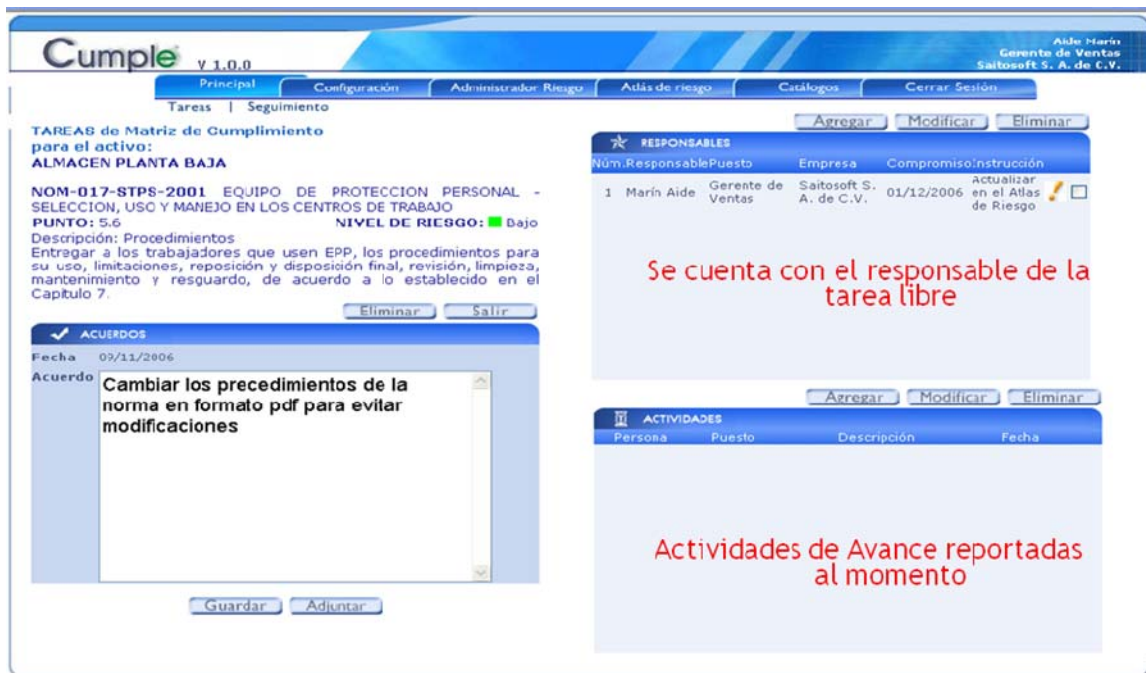 Cumple V 1.0.0
Aide Marín
Gerente de Ventas
Saitosoft S. A. de C.V.
Principal Configuración Administrador Riesgo Atlás de riesgo Catálogos Cerrar Sesión
Tareas | Seguimiento
TAREAS de Matriz de Cumplimiento
para el activo:
ALMACEN PLANTA BAJA
NOM-017-STPS-2001 EQUIPO DE PROTECCION PERSONAL -
SELECCION, USO Y MANEJO EN LOS CENTROS DE TRABAJO
PUNTO: 5.6 NIVEL DE RIESGO: Bajo
Descripción: Procedimientos
Entregar a los trabajadores que usen EPP, los procedimientos para
su uso, limitaciones, reposición y disposición final, revisión, limpieza,
mantenimiento y resguardo, de acuerdo a lo establecido en el
Capítulo 7.
Eliminar Salir
ACUERDOS
Fecha 09/11/2006
Acuerdo
Cambiar los precedimientos de la
norma en formato pdf para evitar
modificaciones
Guardar Adjuntar
Agregar Modificar Eliminar
RESPONSABLES
Núm. Responsable Puesto Empresa Compromiso Instrucción
1 Marín Aide Gerente de Ventas Saitosoft S. A. de C.V. 01/12/2006 Actualizar en el Atlas de Riesgo
Se cuenta con el responsable de la
tarea libre
Agregar Modificar Eliminar
ACTIVIDADES
Persona Puesto Descripción Fecha
Actividades de Avance reportadas
al momento